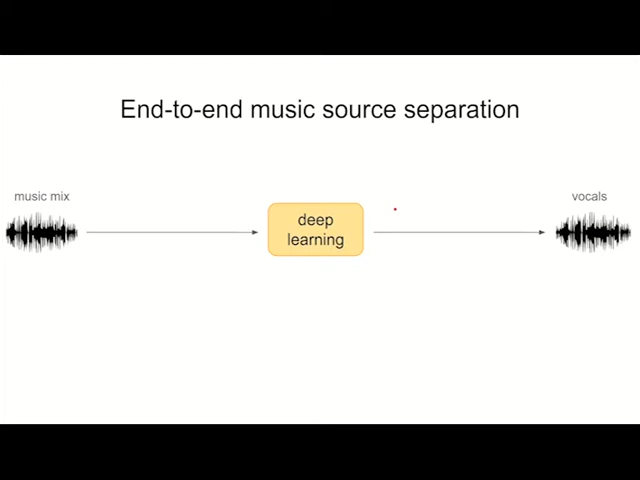 End-to-end music source separation
music mix
deep
learning
vocals